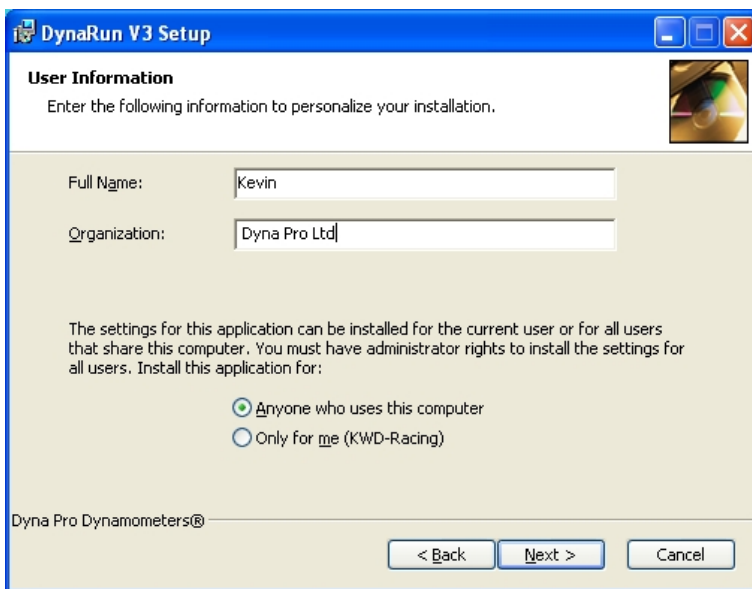 DynaRun V3 Setup
User Information
Enter the following information to personalize your installation.
Full Name:
Kevin
Organization:
Dyna Pro Ltd
The settings for this application can be installed for the current user or for all users
that share this computer. You must have administrator rights to install the settings for
all users. Install this application for:
Anyone who uses this computer
Only for me (KWD-Racing)
Dyna Pro Dynamometers®
< Back
Next >
Cancel